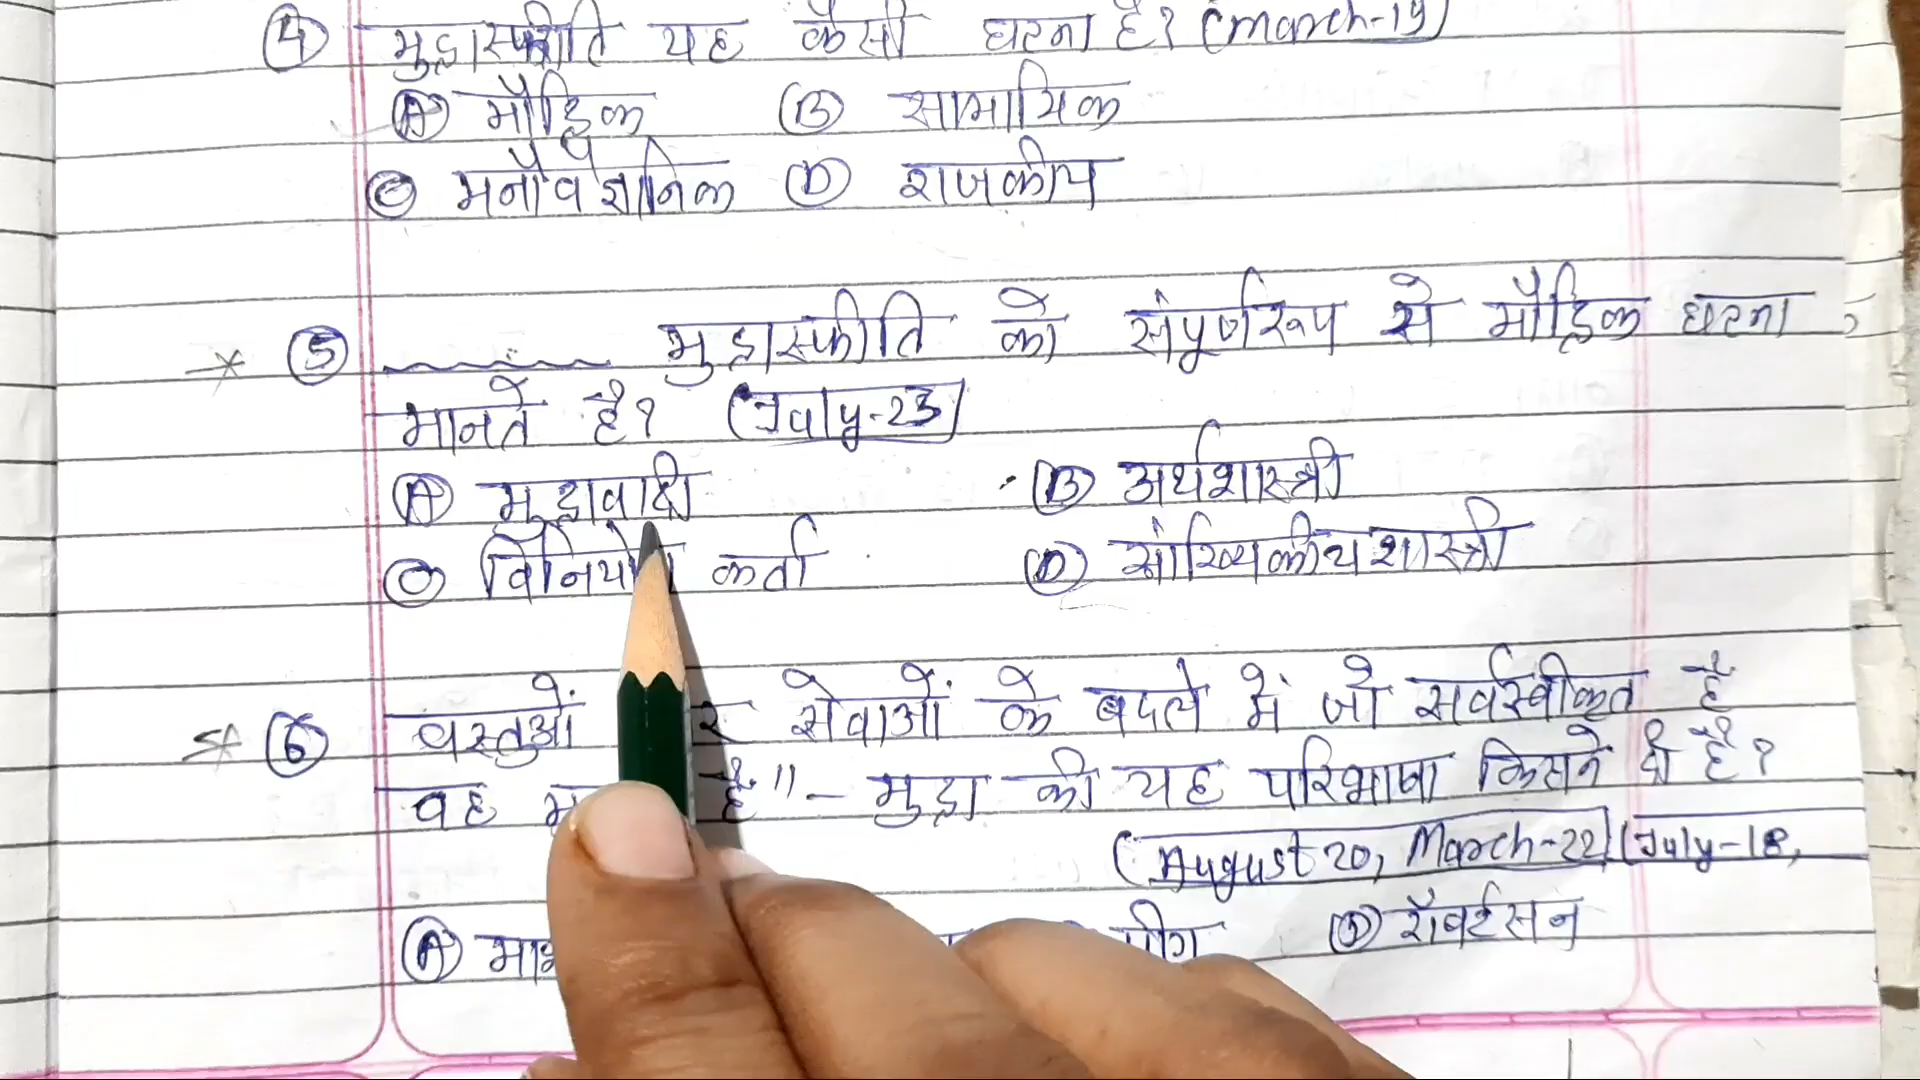 ④ मुद्रास्फीति यह कैसी घटना है? (March-19)
Ⓐ मौद्रिक Ⓑ सामायिक
Ⓒ मनोवैज्ञानिक Ⓓ राजकीय
* ⑤ ______ मुद्रास्फीति को संपूर्णरूप से मौद्रिक घटना
मानते है? (July-23)
Ⓐ मुद्रावादी Ⓑ अर्थशास्त्री
Ⓒ विनियोग कर्ता Ⓓ सांख्यिकीयशास्त्री
* ⑥ वस्तुओं सेवाओं के बदले में जो सर्वस्वीकृत है
वह है" - मुद्रा की यह परिभाषा किसने दी है?
(August 20, March-22) (July-18,
Ⓐ Ⓓ रॉबर्टसन